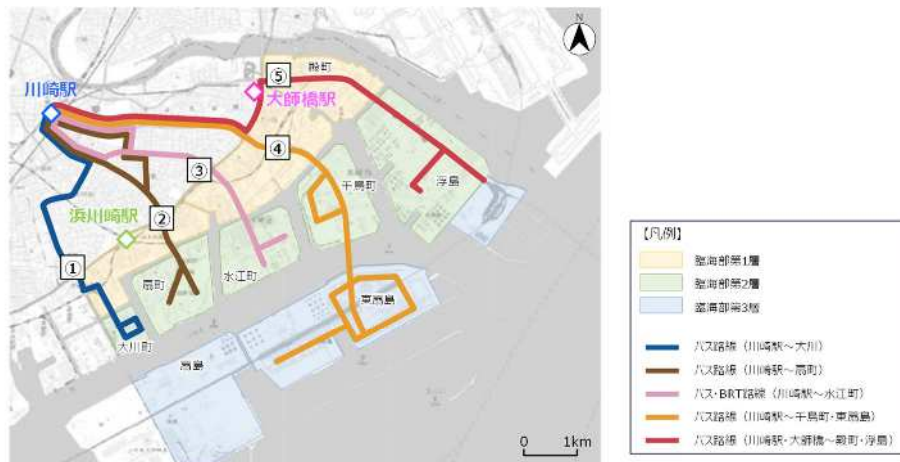 N
殿町
⑤
川崎駅
大師橋駅
④
③
千鳥町
浮島
浜川崎駅
②
①
水江町
扇町
東扇島
大川町
扇島
0 1km
【凡例】
臨海部第1層
臨海部第2層
臨海部第3層
バス路線（川崎駅～大川）
バス路線（川崎駅～扇町）
バス・BRT路線（川崎駅～水江町）
バス路線（川崎駅～千鳥町・東扇島）
バス路線（川崎駅・大師橋～殿町・浮島）